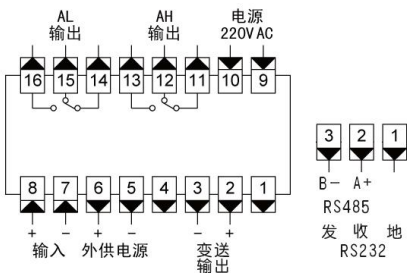 AL AH 电源
输出 输出 220V AC
16 15 14 13 12 11 10 9
8 7 6 5 4 3 2 1
+ - + - - +
输入 外供电源 变送
输出
3 2 1
B- A+
RS485
发 收 地
RS232